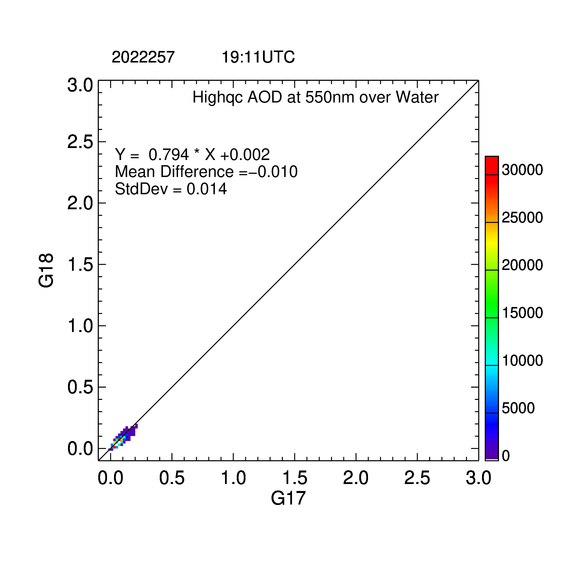 2022257 19:11UTC
Highqc AOD at 550nm over Water
Y =  0.794 * X +0.002
Mean Difference =−0.010
StdDev = 0.014
3.0
2.5
2.0
1.5
1.0
0.5
0.0
G18
0.0 0.5 1.0 1.5 2.0 2.5 3.0
G17
30000
25000
20000
15000
10000
5000
0